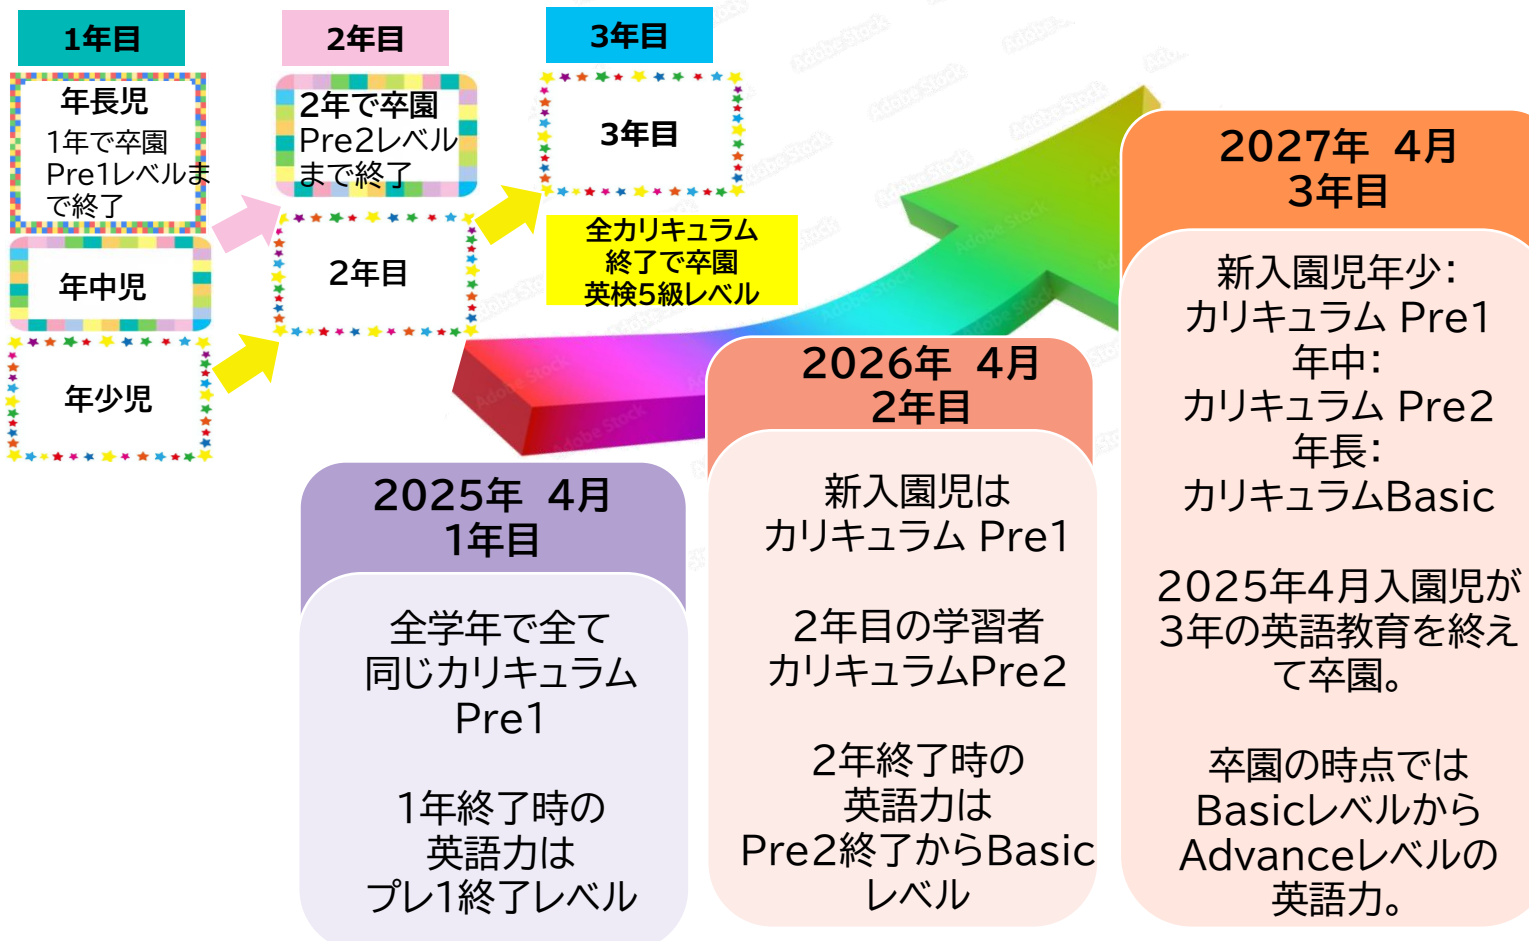 1年目
年長児
1年で卒園
Pre1レベルま
で終了
年中児
年少児
2年目
2年で卒園
Pre2レベル
まで終了
2年目
3年目
3年目
全カリキュラム
終了で卒園
英検5級レベル
2025年 4月
1年目
全学年で全て
同じカリキュラム
Pre1
1年終了時の
英語力は
プレ1終了レベル
2026年 4月
2年目
新入園児は
カリキュラム Pre1
2年目の学習者
カリキュラムPre2
2年終了時の
英語力は
Pre2終了からBasic
レベル
2027年 4月
3年目
新入園児年少:
カリキュラム Pre1
年中:
カリキュラム Pre2
年長:
カリキュラムBasic
2025年4月入園児が
3年の英語教育を終え
て卒園。
卒園の時点では
Basicレベルから
Advanceレベルの
英語力。
Adobe Stock